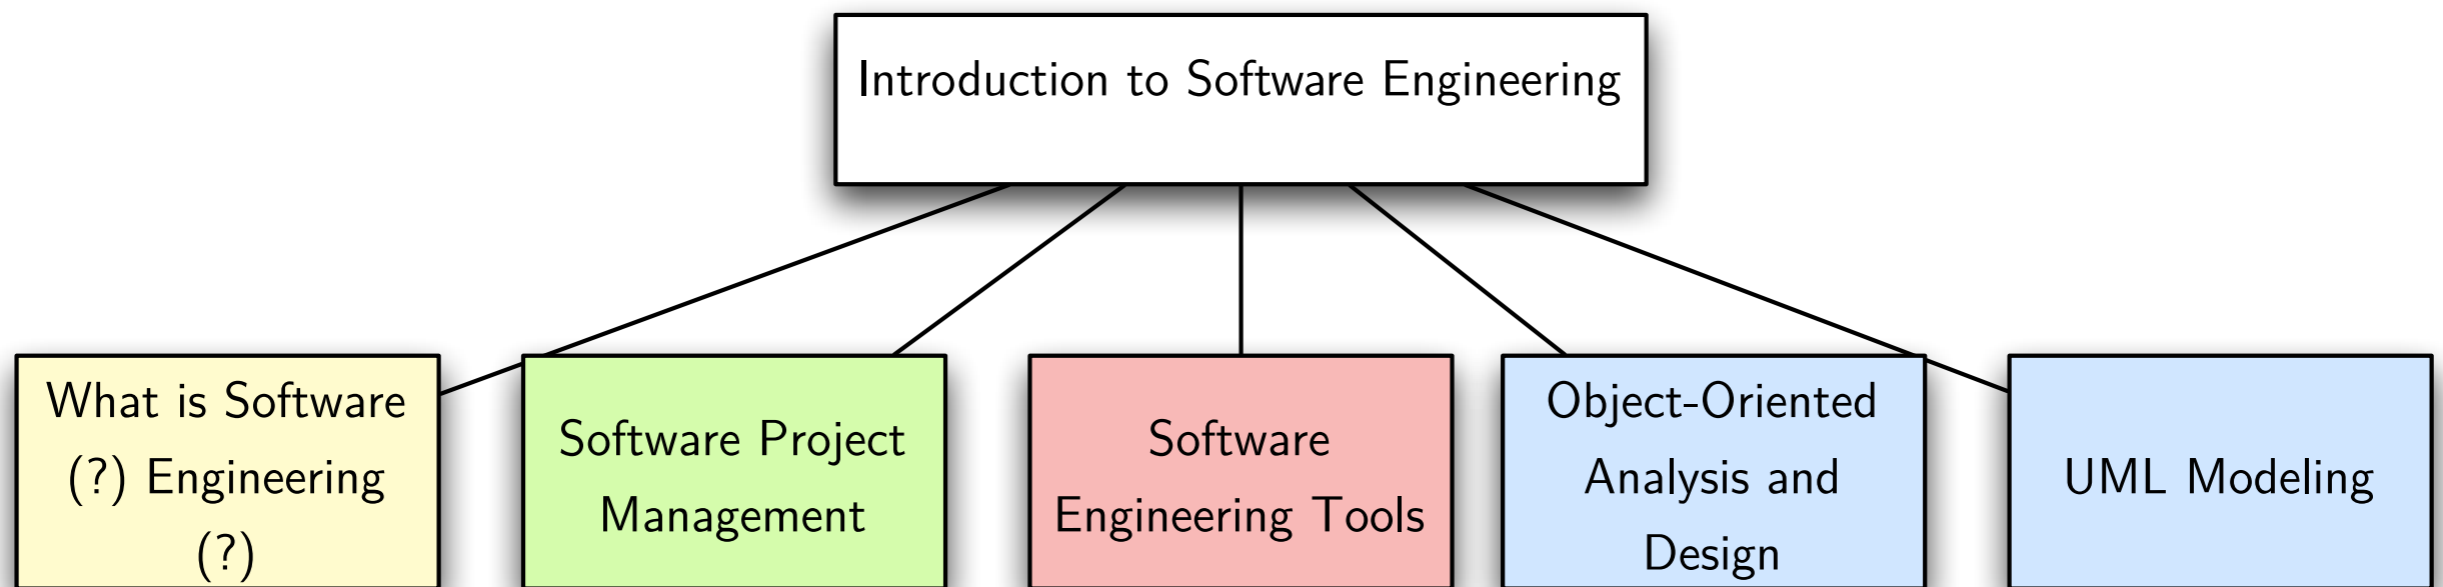 Introduction to Software Engineering
What is Software
(?) Engineering
(?)
Software Project
Management
Software
Engineering Tools
Object-Oriented
Analysis and
Design
UML Modeling